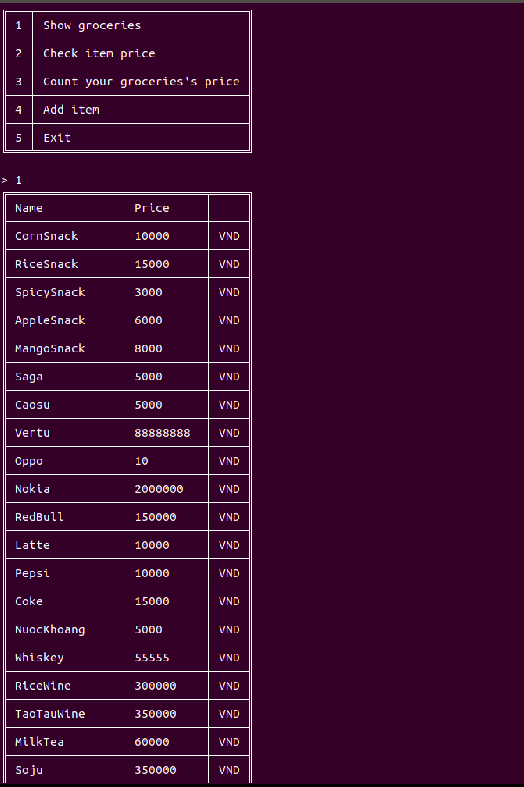 1 Show groceries
2 Check item price
3 Count your groceries's price
4 Add item
5 Exit
> 1
Name Price
CornSnack 10000 VND
RiceSnack 15000 VND
SpicySnack 3000 VND
AppleSnack 6000 VND
MangoSnack 8000 VND
Saga 5000 VND
Caosu 5000 VND
Vertu 88888888 VND
Oppo 10 VND
Nokia 2000000 VND
RedBull 150000 VND
Latte 10000 VND
Pepsi 10000 VND
Coke 15000 VND
NuocKhoang 5000 VND
Whiskey 55555 VND
RiceWine 300000 VND
TaoTauWine 350000 VND
MilkTea 60000 VND
Soju 350000 VND